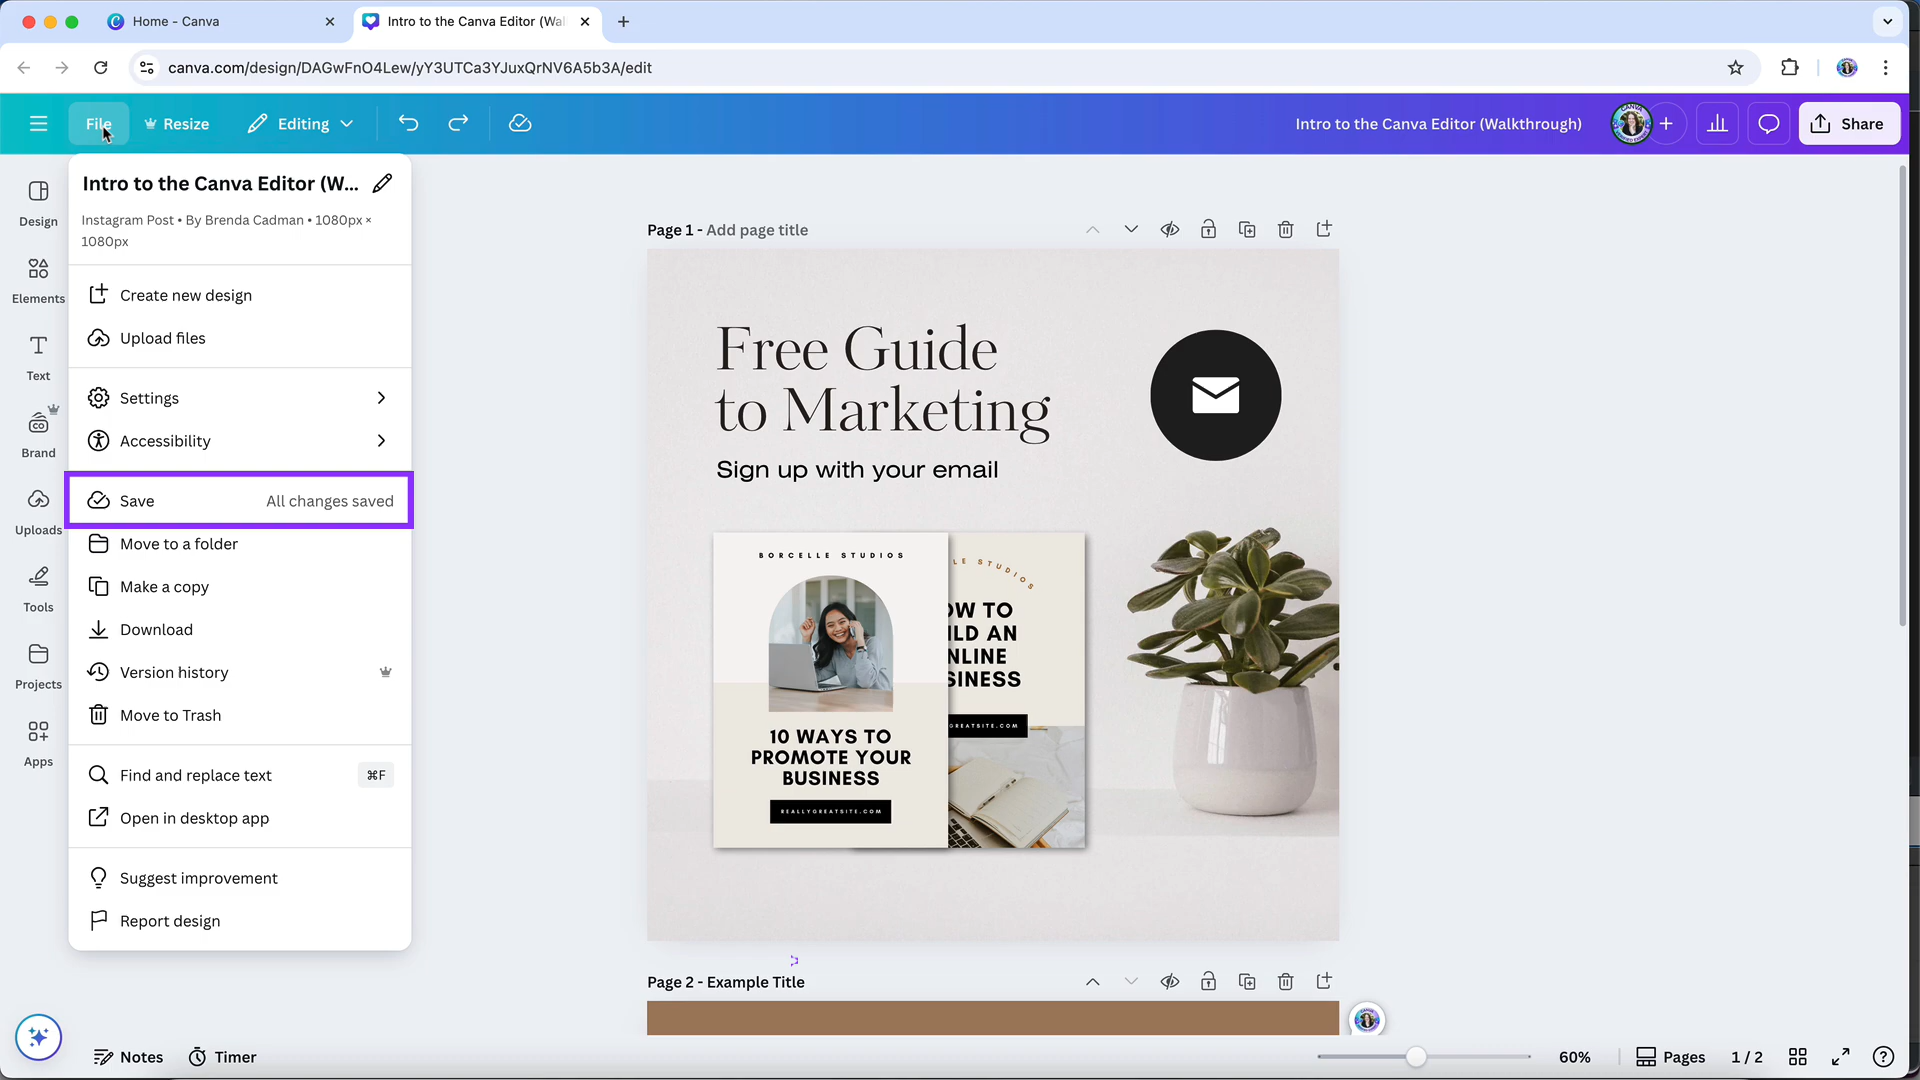 Home - Canva
Intro to the Canva Editor (Wal
canva.com/design/DAGwFnO4Lew/yY3UTCa3YJuxQrNV6A5b3A/edit
File
Resize
Editing
Intro to the Canva Editor (Walkthrough)
Share
Design
Elements
Text
Brand
Uploads
Tools
Projects
Apps
Intro to the Canva Editor (W...
Instagram Post • By Brenda Cadman • 1080px ×
1080px
Create new design
Upload files
Settings
Accessibility
Save All changes saved
Move to a folder
Make a copy
Download
Version history
Move to Trash
Find and replace text ⌘F
Open in desktop app
Suggest improvement
Report design
Page 1 - Add page title
Free Guide
to Marketing
Sign up with your email
BORCELLE STUDIOS
10 WAYS TO
PROMOTE YOUR
BUSINESS
REALLYGREATSITE.COM
LE STUDIOS
OW TO
ILD AN
NLINE
SINESS
GREATSITE.COM
Page 2 - Example Title
Notes
Timer
60%
Pages
1 / 2